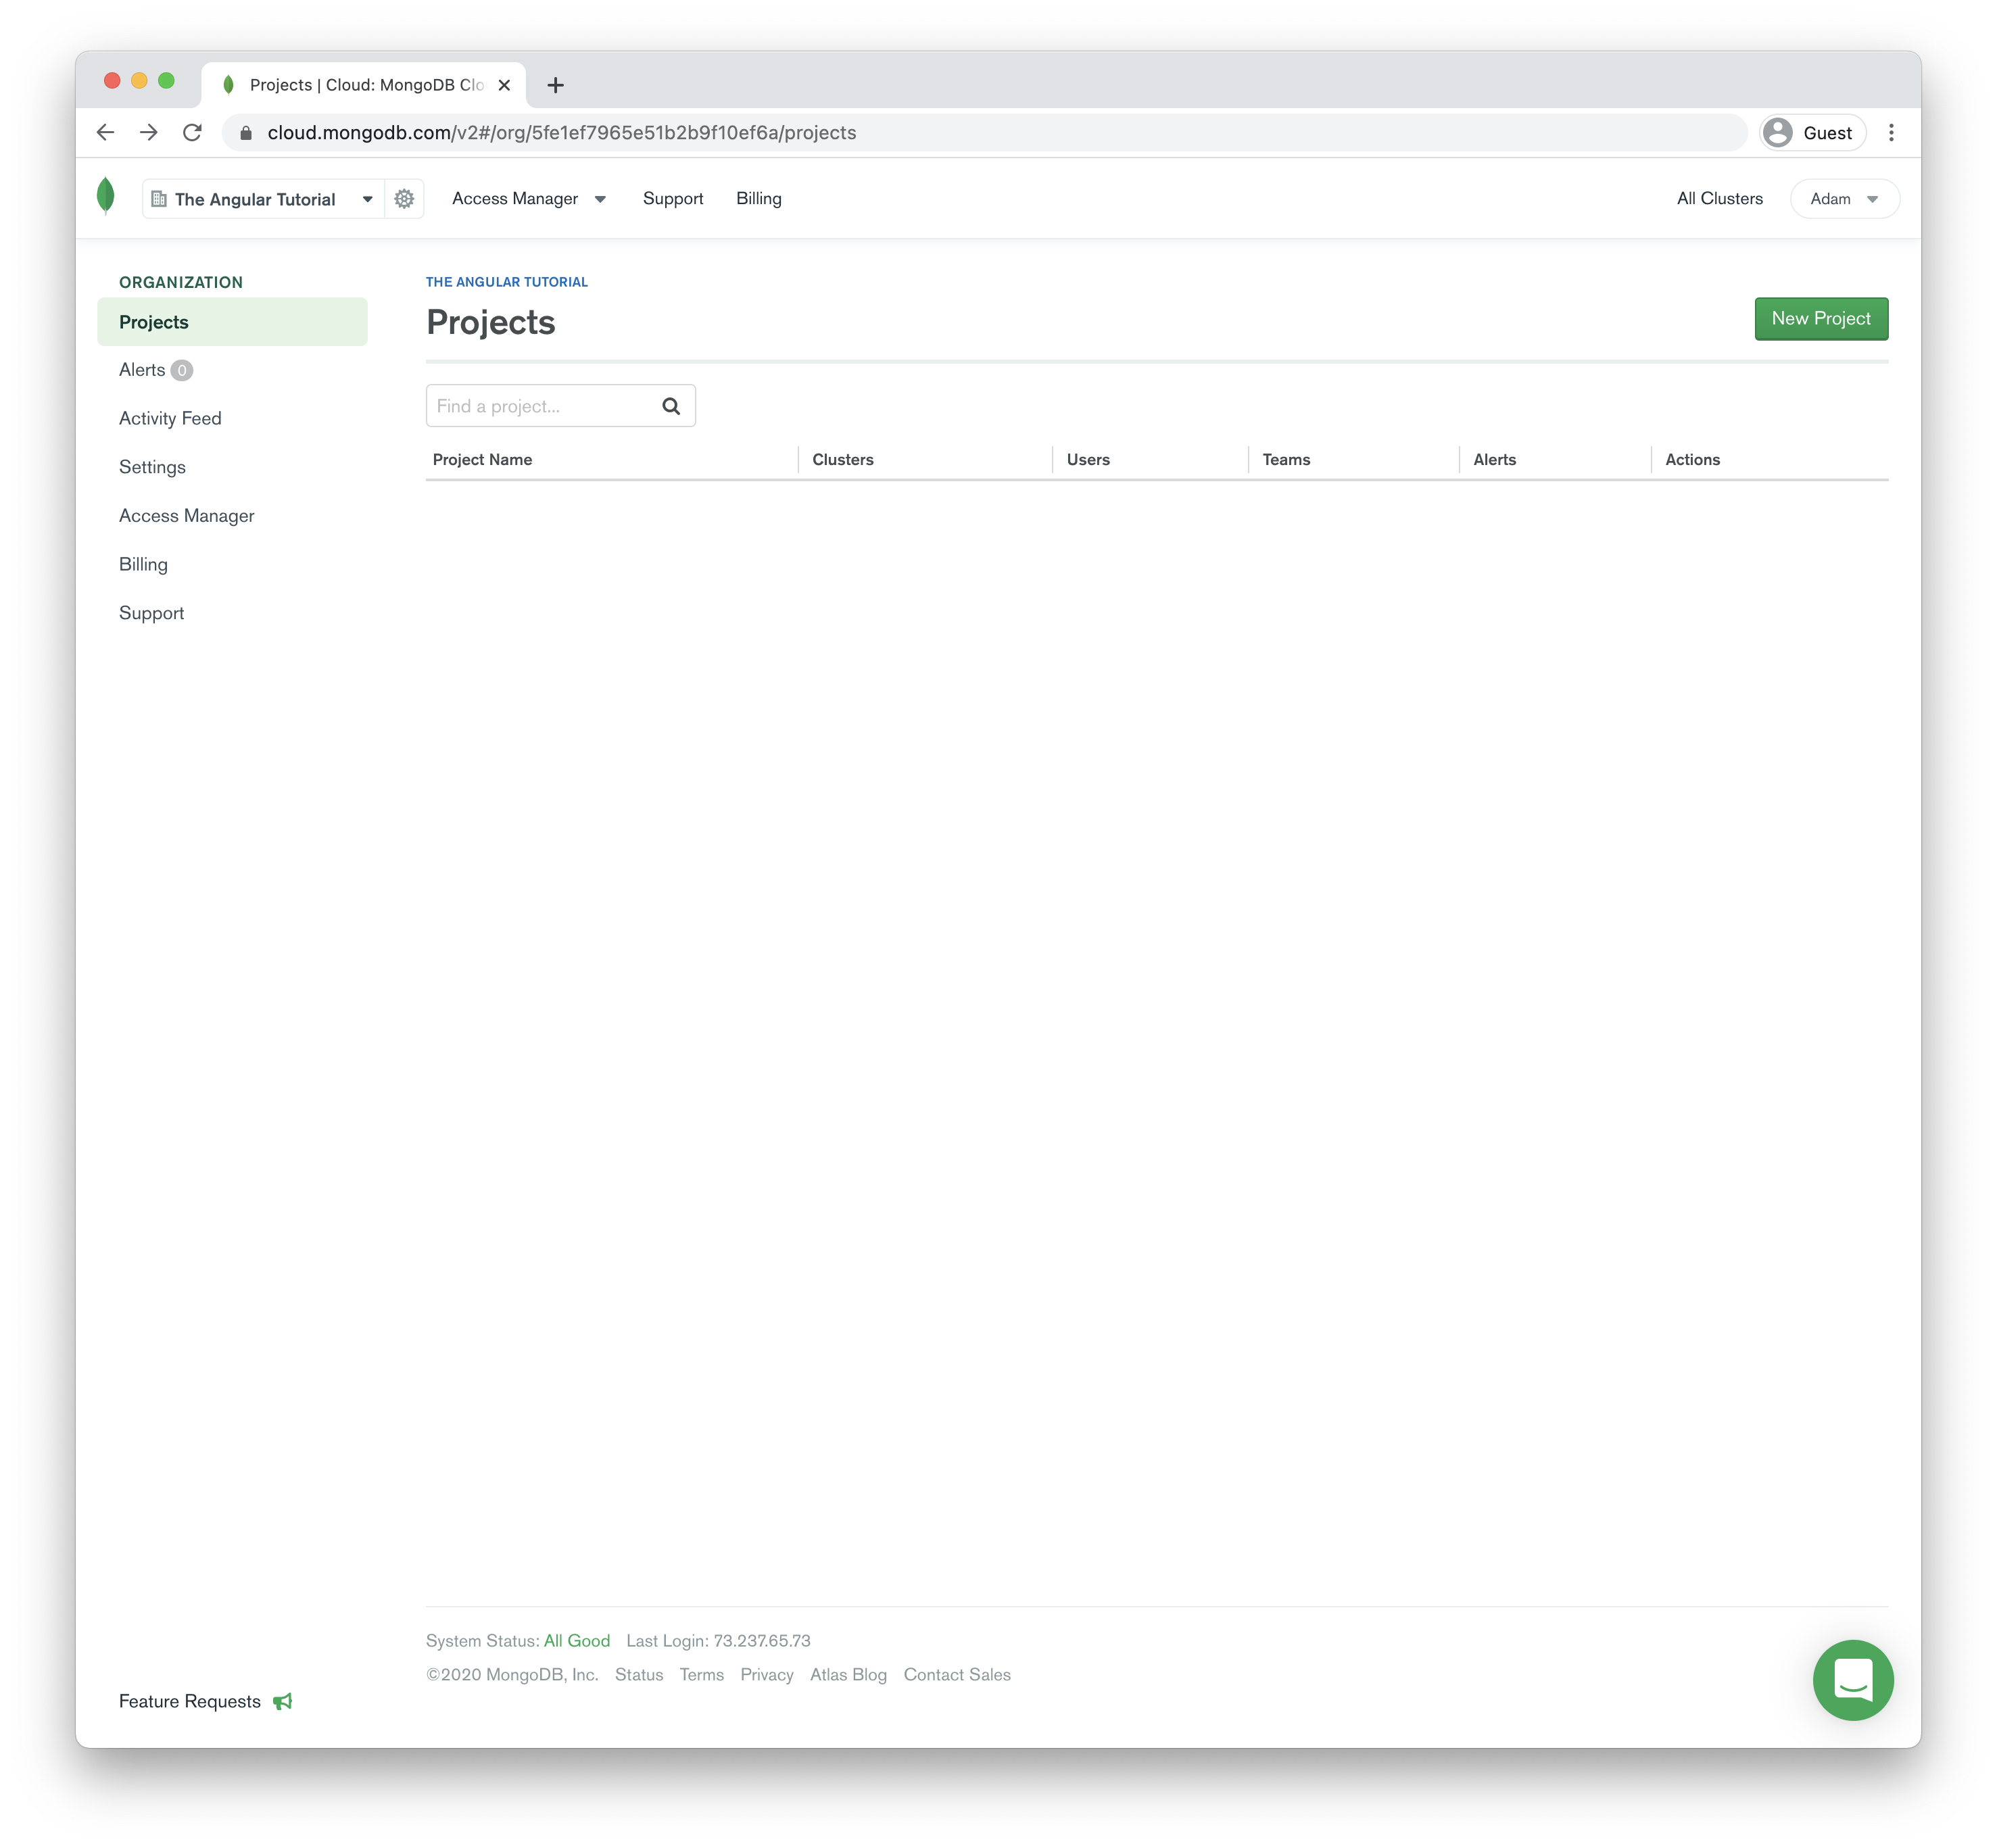 Projects | Cloud: MongoDB Clo
cloud.mongodb.com/v2#/org/5fe1ef7965e51b2b9f10ef6a/projects
Guest
The Angular Tutorial
Access Manager
Support
Billing
All Clusters
Adam
ORGANIZATION
Projects
Alerts 0
Activity Feed
Settings
Access Manager
Billing
Support
THE ANGULAR TUTORIAL
Projects
New Project
Find a project...
Project Name Clusters Users Teams Alerts Actions
System Status: All Good Last Login: 73.237.65.73
©2020 MongoDB, Inc. Status Terms Privacy Atlas Blog Contact Sales
Feature Requests